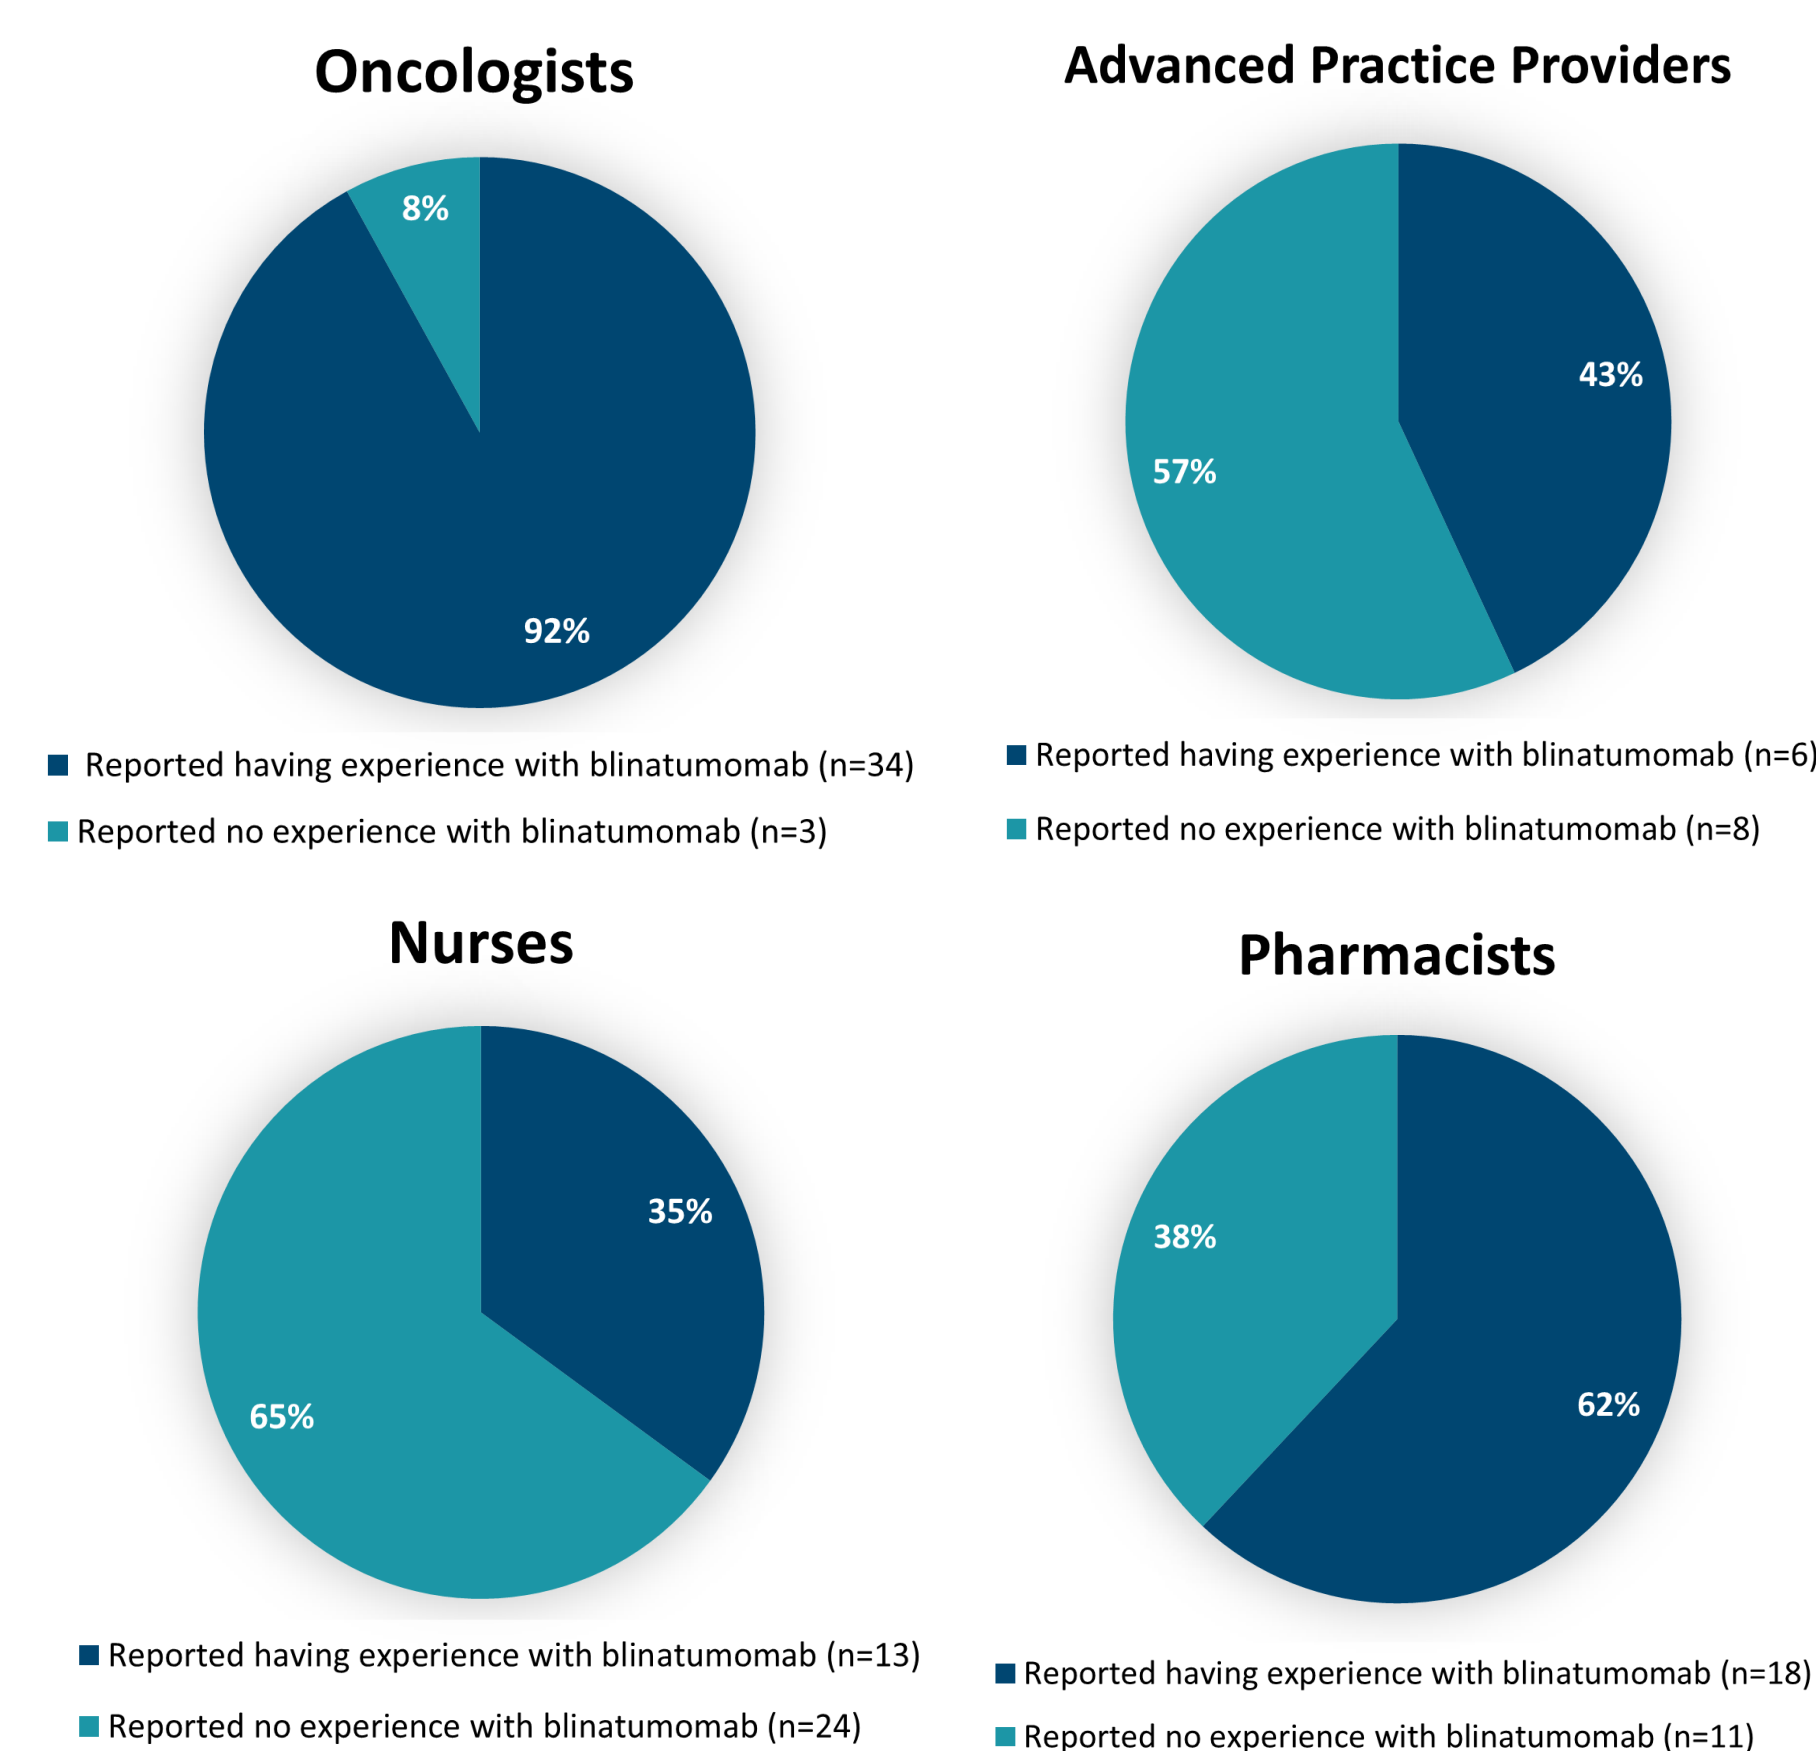 Oncologists
8%
92%
Reported having experience with blinatumomab (n=34)
Reported no experience with blinatumomab (n=3)
Advanced Practice Providers
43%
57%
Reported having experience with blinatumomab (n=6)
Reported no experience with blinatumomab (n=8)
Nurses
35%
65%
Reported having experience with blinatumomab (n=13)
Reported no experience with blinatumomab (n=24)
Pharmacists
38%
62%
Reported having experience with blinatumomab (n=18)
Reported no experience with blinatumomab (n=11)